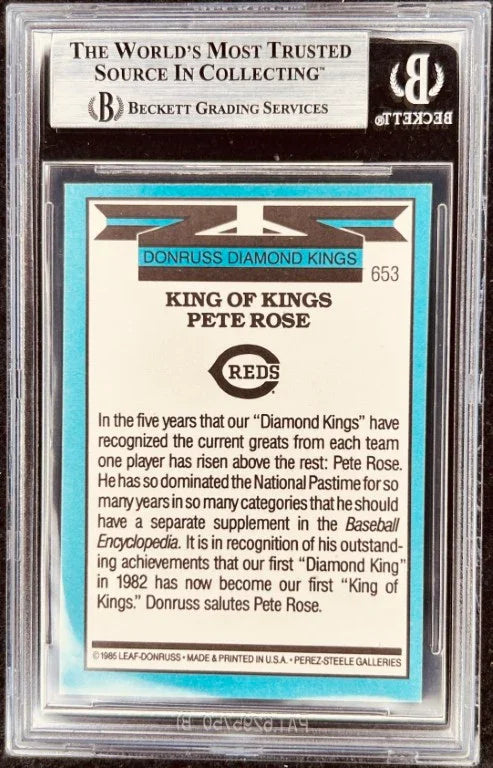 THE WORLD'S MOST TRUSTED
SOURCE IN COLLECTING™
B BECKETT GRADING SERVICES
B
BECKETT®
DONRUSS DIAMOND KINGS
653
KING OF KINGS
PETE ROSE
REDS
In the five years that our “Diamond Kings” have
recognized the current greats from each team
one player has risen above the rest: Pete Rose.
He has so dominated the National Pastime for so
many years in so many categories that he should
have a separate supplement in the Baseball
Encyclopedia. It is in recognition of his outstand-
ing achievements that our first “Diamond King”
in 1982 has now become our first “King of
Kings.” Donruss salutes Pete Rose.
©1985 LEAF-DONRUSS • MADE & PRINTED IN U.S.A. • PEREZ-STEELE GALLERIES